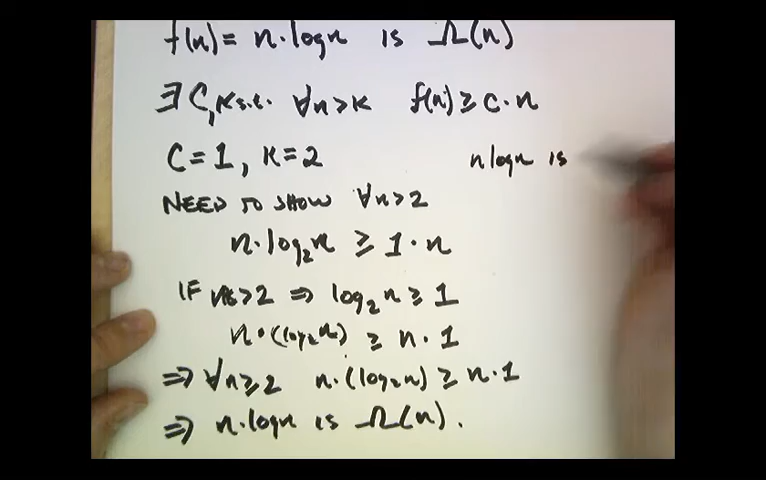 f(n) = n·logn is Ω(n)
∃ C,K s.t. ∀n>K f(n) ≥ C·n
C=1, K=2 nlogn is
NEED TO SHOW ∀n>2
n·log₂n ≥ 1·n
IF n>2 ⇒ log₂n ≥ 1
n·(log₂n) ≥ n·1
⇒ ∀n≥2 n·(log₂n) ≥ n·1
⇒ n·logn is Ω(n).